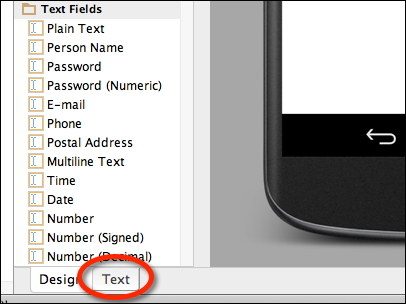 Text Fields
Plain Text
Person Name
Password
Password (Numeric)
E-mail
Phone
Postal Address
Multiline Text
Time
Date
Number
Number (Signed)
Number (Decimal)
Design Text